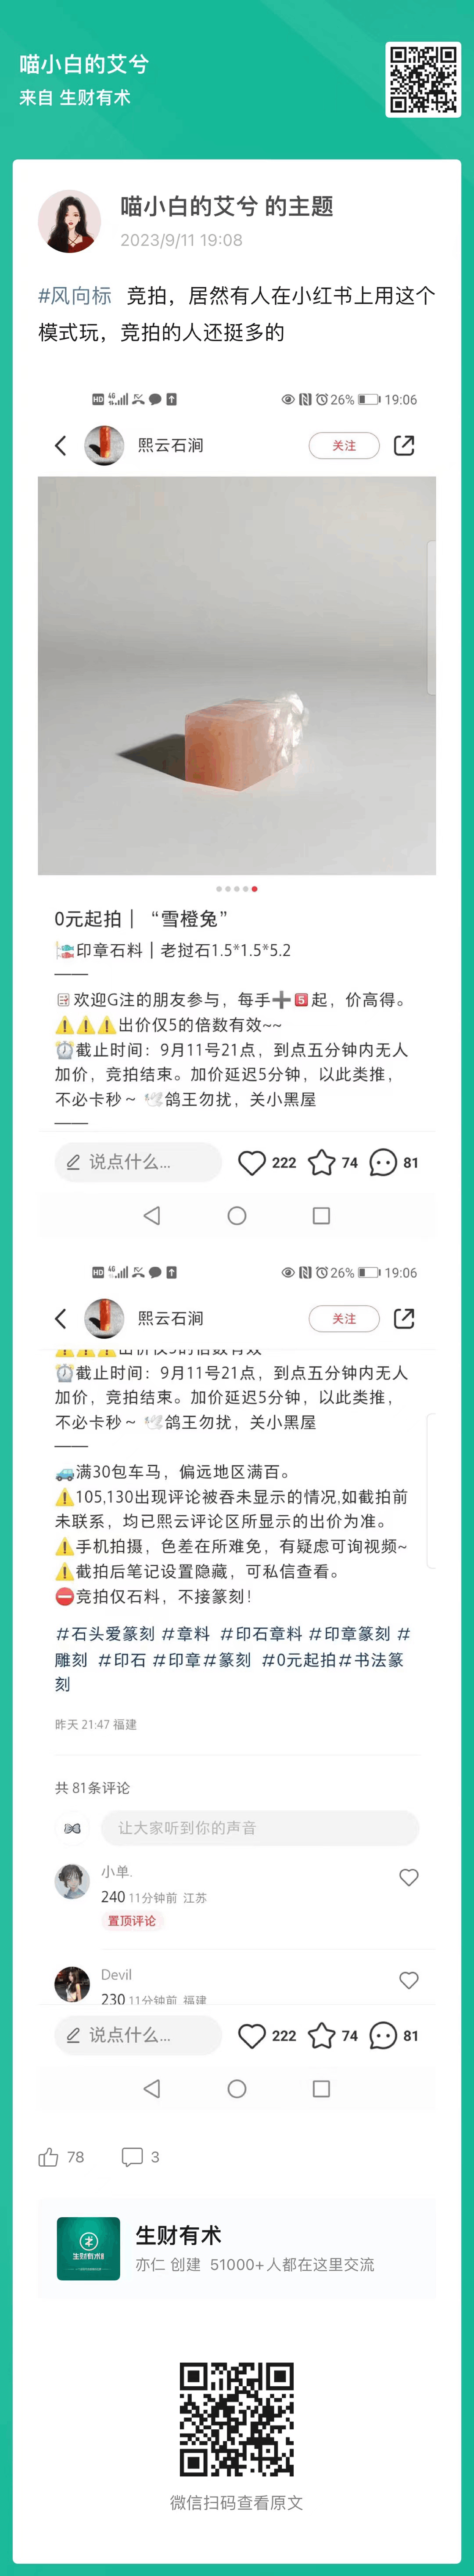 喵小白的艾兮
来自 生财有术
喵小白的艾兮 的主题
2023/9/11 19:08
#风向标 竞拍，居然有人在小红书上用这个
模式玩，竞拍的人还挺多的
HD 4G 26% 19:06
熙云石涧 关注
0元起拍｜“雪橙兔”
🎏印章石料｜老挝石1.5*1.5*5.2
——
欢迎G注的朋友参与，每手➕5️⃣起，价高得。
⚠️⚠️⚠️出价仅5的倍数有效~~
⏰截止时间：9月11号21点，到点五分钟内无人
加价，竞拍结束。加价延迟5分钟，以此类推，
不必卡秒～ 🕊鸽王勿扰，关小黑屋
——
说点什么... 222 74 81
HD 4G 26% 19:06
熙云石涧 关注
⚠️⚠️⚠️出价仅5的倍数有效
⏰截止时间：9月11号21点，到点五分钟内无人
加价，竞拍结束。加价延迟5分钟，以此类推，
不必卡秒～ 🕊鸽王勿扰，关小黑屋
——
🚙满30包车马，偏远地区满百。
⚠️105,130出现评论被吞未显示的情况,如截拍前
未联系，均已熙云评论区所显示的出价为准。
⚠️手机拍摄，色差在所难免，有疑虑可询视频~
⚠️截拍后笔记设置隐藏，可私信查看。
⛔竞拍仅石料，不接篆刻！
#石头爱篆刻 #章料 #印石章料 #印章篆刻 #
雕刻 #印石 #印章#篆刻 #0元起拍#书法篆
刻
昨天 21:47 福建
共 81条评论
让大家听到你的声音
小单.
240 11分钟前 江苏
置顶评论
Devil
230 11分钟前 福建
说点什么... 222 74 81
78 3
生财有术
生财有术
亦仁 创建 51000+人都在这里交流
微信扫码查看原文